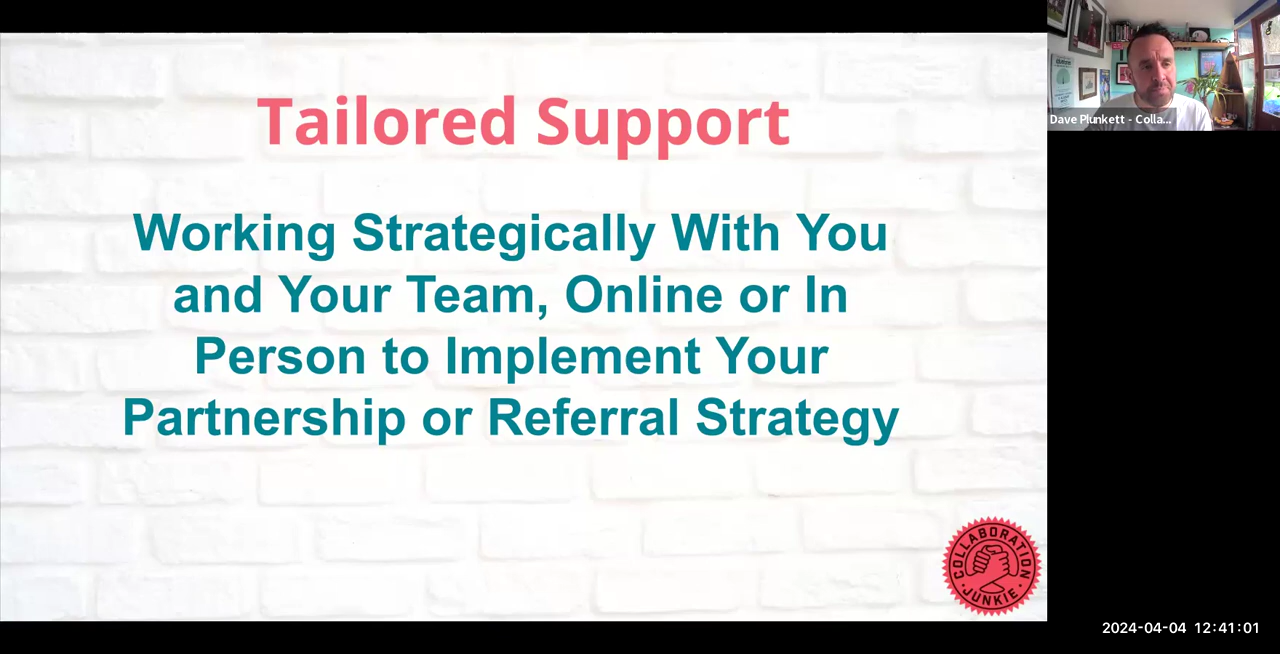 Tailored Support
Working Strategically With You
and Your Team, Online or In
Person to Implement Your
Partnership or Referral Strategy
COLLABORATION
JUNKIE
Dave Plunkett - Colla...
2024-04-04 12:41:01